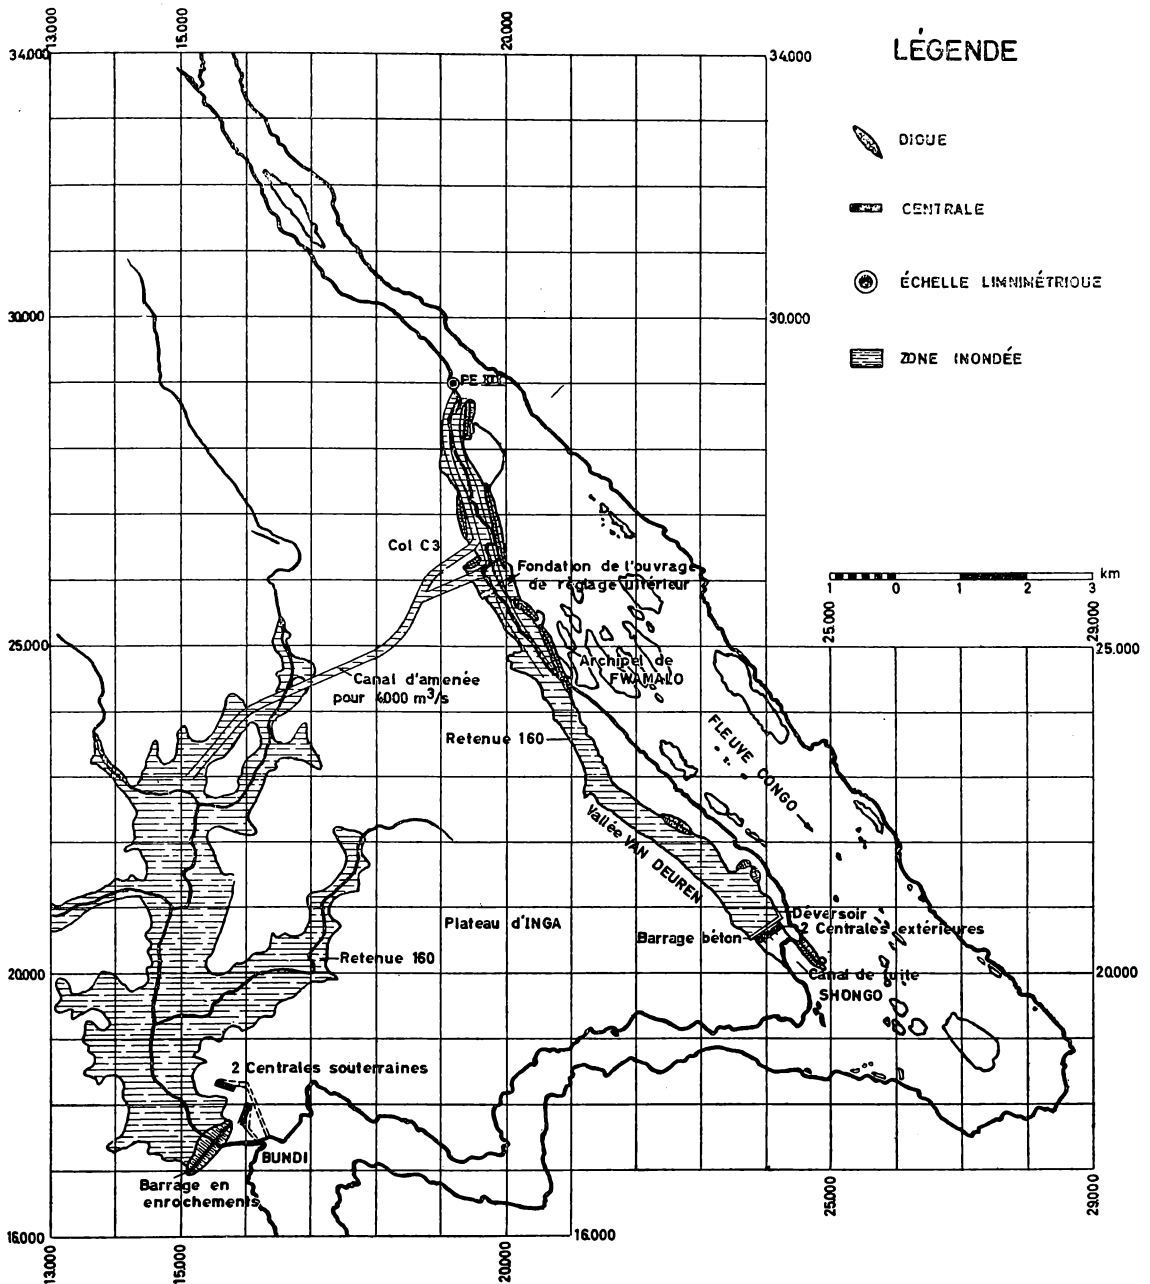 13.000
15.000
20.000
34.000
34.000
LÉGENDE
DIGUE
CENTRALE
ÉCHELLE LIMNIMÉTRIQUE
ZONE INONDÉE
30.000
30.000
Col C3
Fondation de l'ouvrage
de réglage ultérieur
km
1 0 1 2 3
25.000
29.000
25.000
25.000
Archipel de
FWAMALO
Canal d'amenée
pour 4000 m³/s
Retenue 160
FLEUVE CONGO
Vallée VAN DEUREN
Plateau d'INGA
Déversoir
2 Centrales extérieures
Barrage béton
Retenue 160
Canal de fuite
SHONGO
20.000
20.000
2 Centrales souterraines
BUNDI
Barrage en
enrochements
16.000
16.000
13.000
15.000
20.000
25.000
29.000